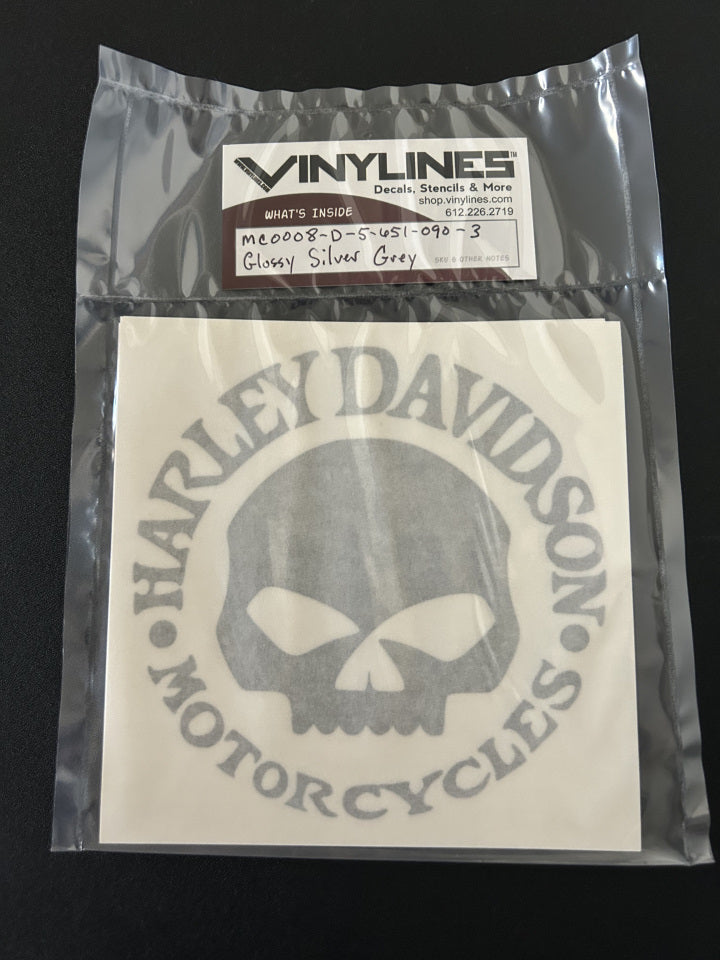 VINYLINES™
Decals, Stencils & More
shop.vinylines.com
612.226.2719
WHAT'S INSIDE
MC0008-D-5-651-090-3
Glossy Silver Grey
SKU & OTHER NOTES
HARLEY DAVIDSON
MOTORCYCLES